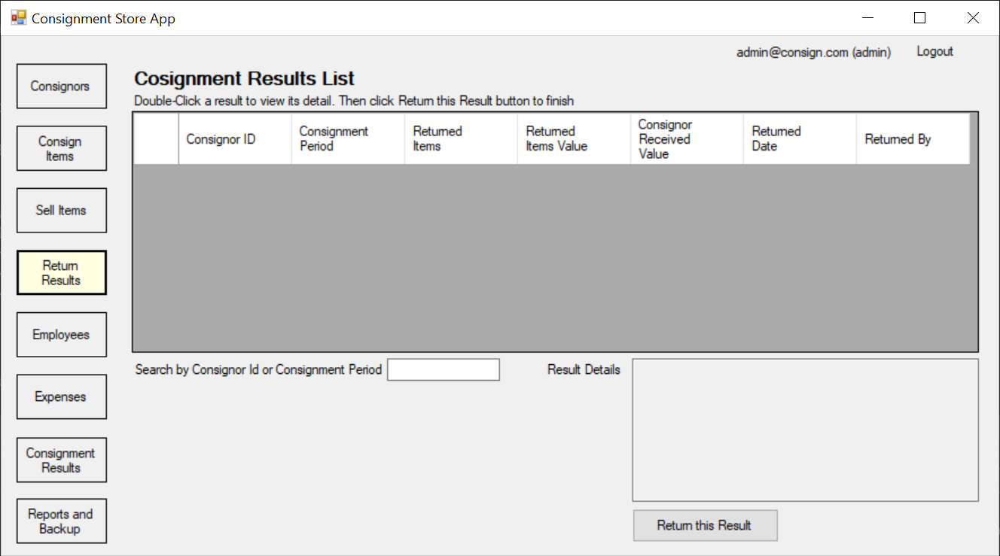 Consignment Store App
admin@consign.com (admin)
Logout
Consignors
Consign
Items
Sell Items
Return
Results
Employees
Expenses
Consignment
Results
Reports and
Backup
Cosignment Results List
Double-Click a result to view its detail. Then click Return this Result button to finish
Consignor ID
Consignment
Period
Returned
Items
Returned
Items Value
Consignor
Received
Value
Returned
Date
Returned By
Search by Consignor Id or Consignment Period
Result Details
Return this Result